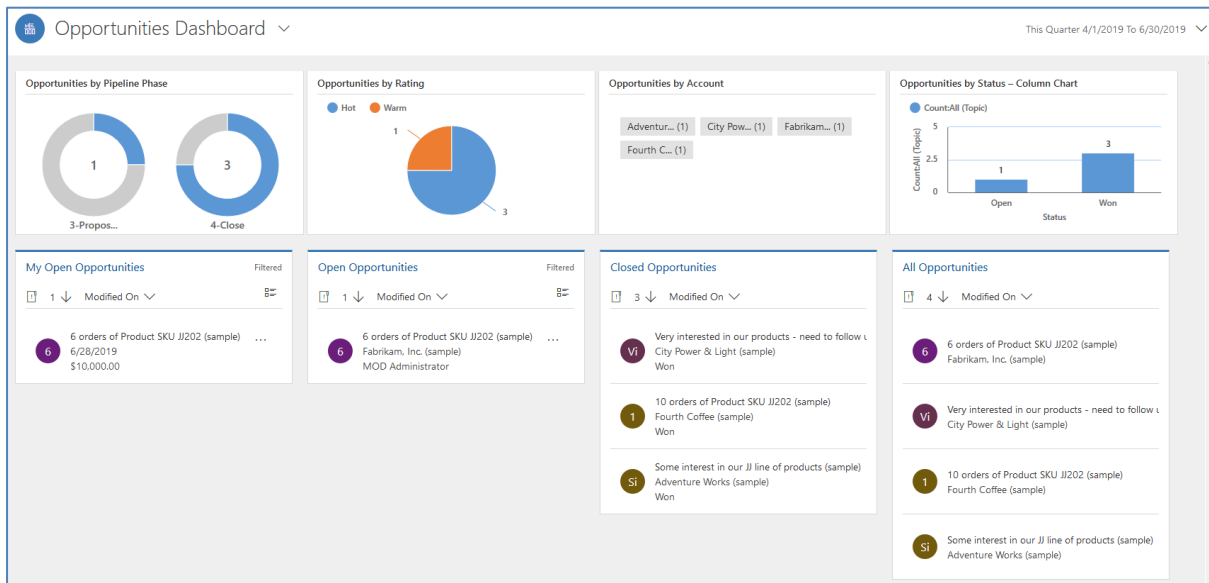 Opportunities Dashboard
This Quarter 4/1/2019 To 6/30/2019
Opportunities by Pipeline Phase
1
3
3-Propos...
4-Close
Opportunities by Rating
Hot Warm
1
3
Opportunities by Account
Adventur... (1) City Pow... (1) Fabrikam... (1)
Fourth C... (1)
Opportunities by Status – Column Chart
Count:All (Topic)
Count:All (Topic)
5
2.5
0
1
3
Open Won
Status
My Open Opportunities Filtered
1 Modified On
6
6 orders of Product SKU JJ202 (sample) ...
6/28/2019
$10,000.00
Open Opportunities Filtered
1 Modified On
6
6 orders of Product SKU JJ202 (sample) ...
Fabrikam, Inc. (sample)
MOD Administrator
Closed Opportunities
3 Modified On
Vi
Very interested in our products - need to follow
City Power & Light (sample)
Won
1
10 orders of Product SKU JJ202 (sample)
Fourth Coffee (sample)
Won
Si
Some interest in our JJ line of products (sample)
Adventure Works (sample)
Won
All Opportunities
4 Modified On
6
6 orders of Product SKU JJ202 (sample)
Fabrikam, Inc. (sample)
Vi
Very interested in our products - need to follow
City Power & Light (sample)
1
10 orders of Product SKU JJ202 (sample)
Fourth Coffee (sample)
Si
Some interest in our JJ line of products (sample)
Adventure Works (sample)